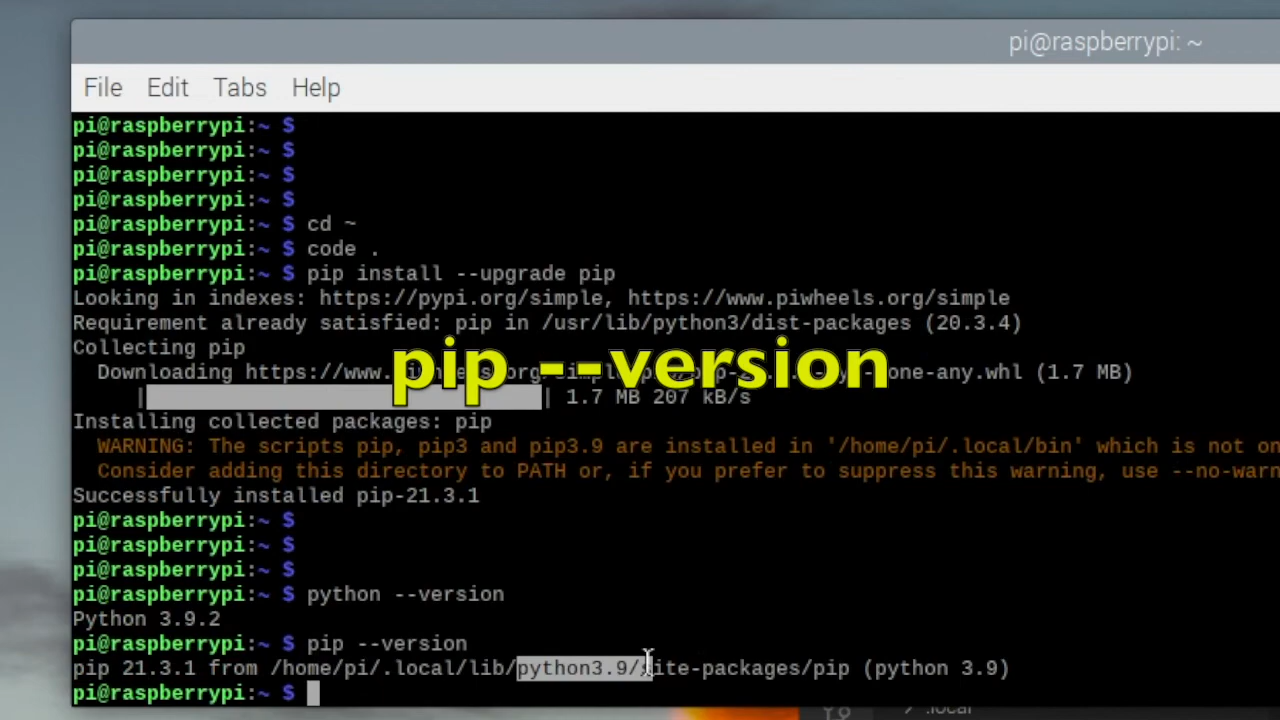 pi@raspberrypi: ~
File Edit Tabs Help
pi@raspberrypi:~ $
pi@raspberrypi:~ $
pi@raspberrypi:~ $
pi@raspberrypi:~ $
pi@raspberrypi:~ $ cd ~
pi@raspberrypi:~ $ code .
pi@raspberrypi:~ $ pip install --upgrade pip
Looking in indexes: https://pypi.org/simple, https://www.piwheels.org/simple
Requirement already satisfied: pip in /usr/lib/python3/dist-packages (20.3.4)
Collecting pip
pip --version
Downloading one-any.whl (1.7 MB)
| | 1.7 MB 207 kB/s
Installing collected packages: pip
WARNING: The scripts pip, pip3 and pip3.9 are installed in '/home/pi/.local/bin' which is not on
Consider adding this directory to PATH or, if you prefer to suppress this warning, use --no-warn
Successfully installed pip-21.3.1
pi@raspberrypi:~ $
pi@raspberrypi:~ $
pi@raspberrypi:~ $
pi@raspberrypi:~ $ python --version
Python 3.9.2
pi@raspberrypi:~ $ pip --version
pip 21.3.1 from /home/pi/.local/lib/python3.9/site-packages/pip (python 3.9)
pi@raspberrypi:~ $
.local